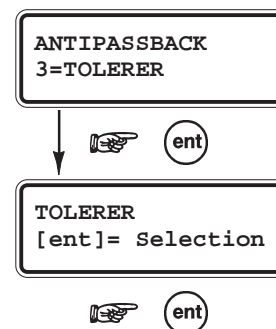 ANTIPASSBACK
3=TOLERER
ent
TOLERER
[ent]= Selection
ent